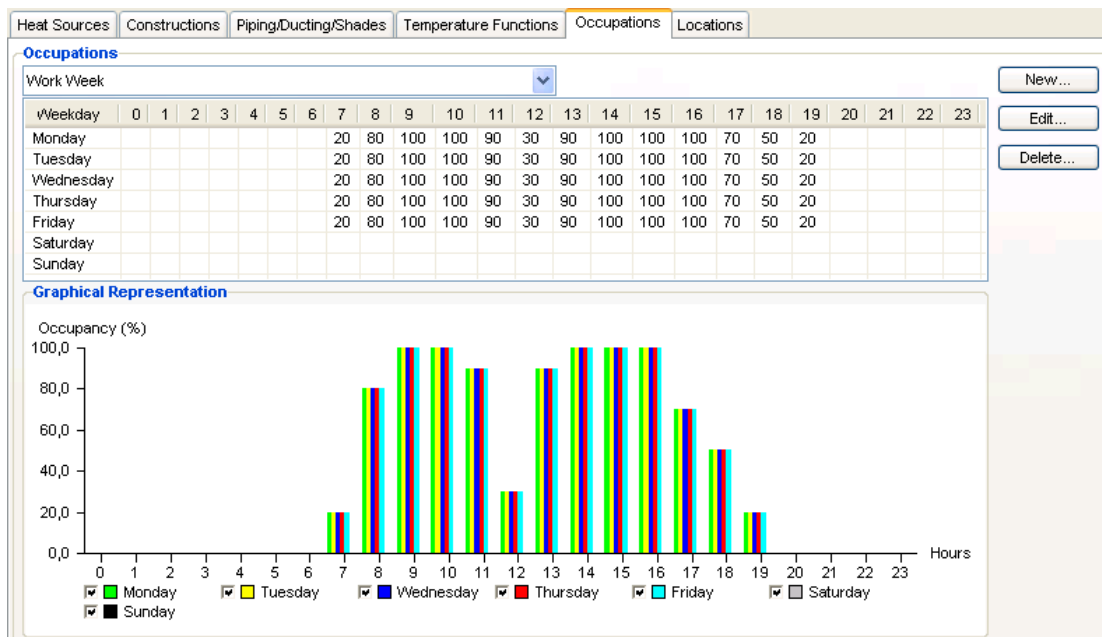 Heat Sources Constructions Piping/Ducting/Shades Temperature Functions Occupations Locations
Occupations
Work Week New...
Weekday 0 1 2 3 4 5 6 7 8 9 10 11 12 13 14 15 16 17 18 19 20 21 22 23 Edit...
Monday 20 80 100 100 90 30 90 100 100 100 70 50 20
Tuesday 20 80 100 100 90 30 90 100 100 100 70 50 20 Delete...
Wednesday 20 80 100 100 90 30 90 100 100 100 70 50 20
Thursday 20 80 100 100 90 30 90 100 100 100 70 50 20
Friday 20 80 100 100 90 30 90 100 100 100 70 50 20
Saturday
Sunday
Graphical Representation
Occupancy (%)
100,0
80,0
60,0
40,0
20,0
0,0 Hours
0 1 2 3 4 5 6 7 8 9 10 11 12 13 14 15 16 17 18 19 20 21 22 23
Monday Tuesday Wednesday Thursday Friday Saturday
Sunday